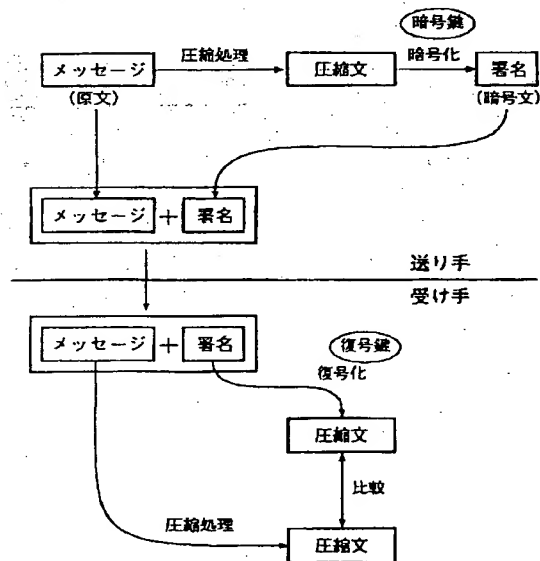 暗号鍵
圧縮処理
暗号化
メッセージ
圧縮文
署名
(原文)
(暗号文)
メッセージ + 署名
送り手
受け手
メッセージ + 署名
復号鍵
復号化
圧縮文
比較
圧縮処理
圧縮文